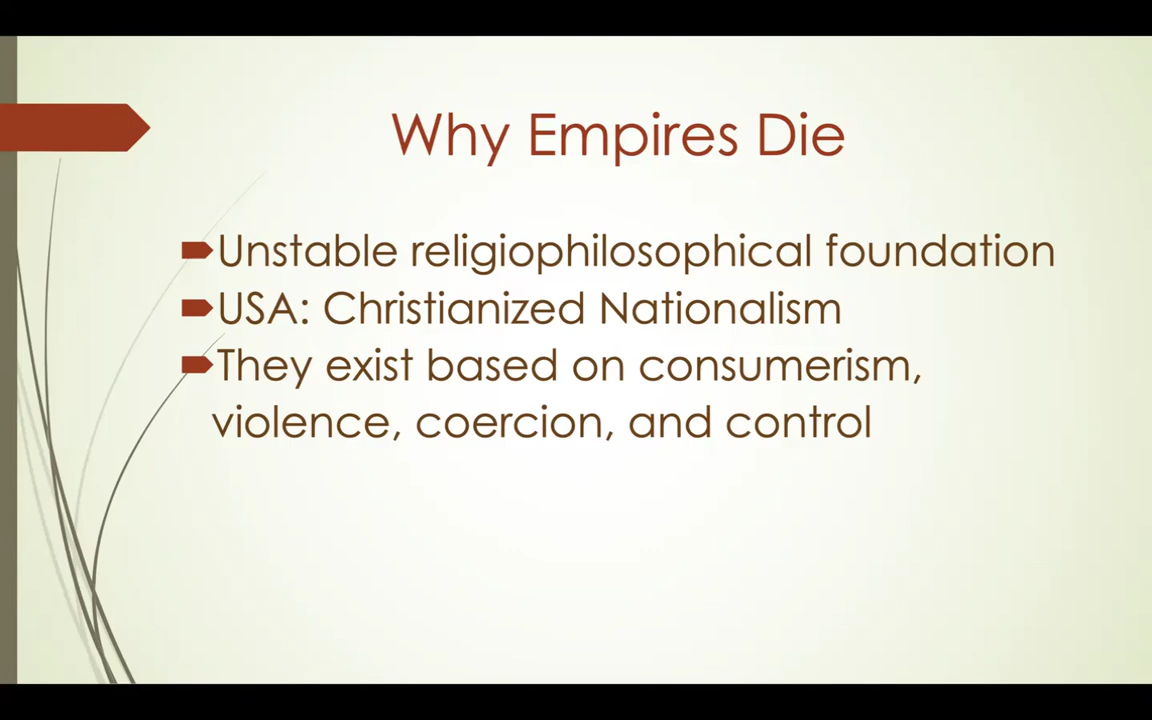 Why Empires Die
Unstable religiophilosophical foundation
USA: Christianized Nationalism
They exist based on consumerism,
violence, coercion, and control